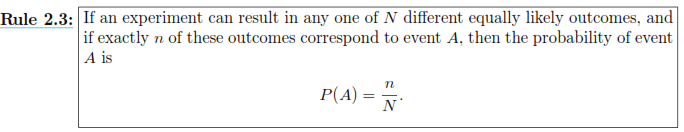 Rule 2.3: If an experiment can result in any one of N different equally likely outcomes, and
if exactly n of these outcomes correspond to event A, then the probability of event
A is
P(A) = n/N.